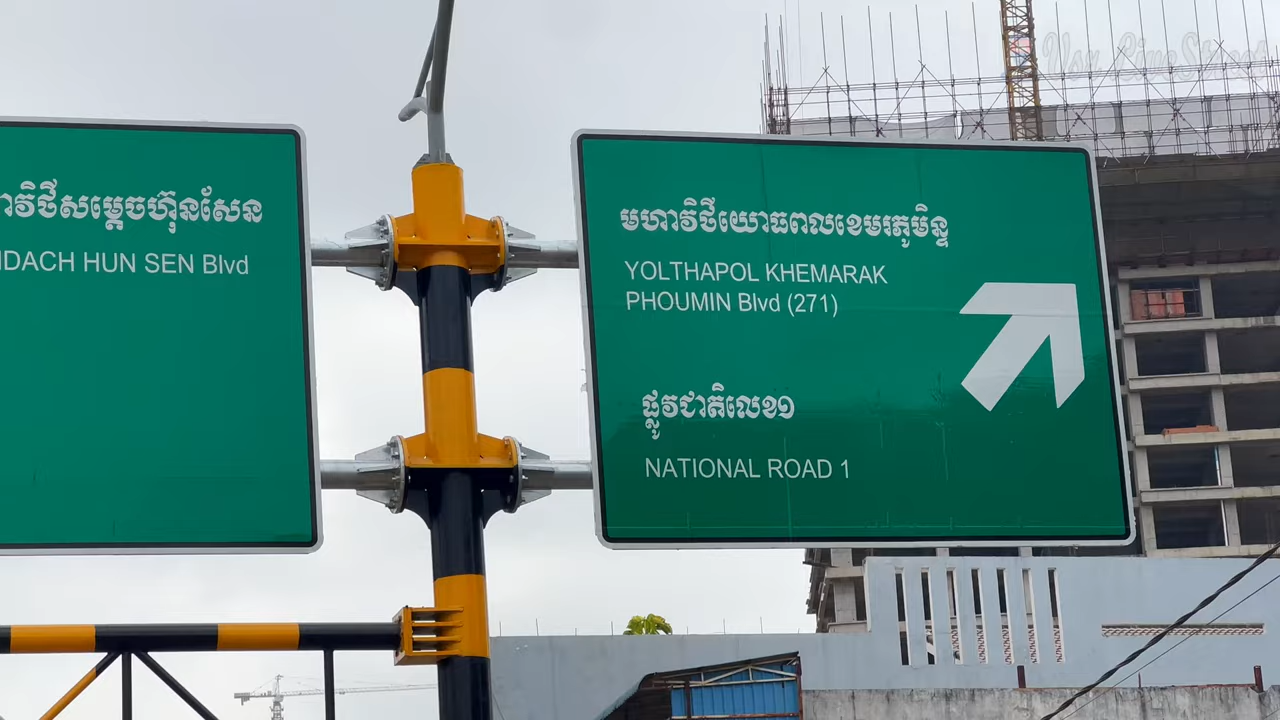 វិថីសម្តេចហ៊ុនសែន
DACH HUN SEN Blvd
មហាវិថីយោធពលខេមរភូមិន្ទ
YOLTHAPOL KHEMARAK
PHOUMIN Blvd (271)
ផ្លូវជាតិលេខ១
NATIONAL ROAD 1